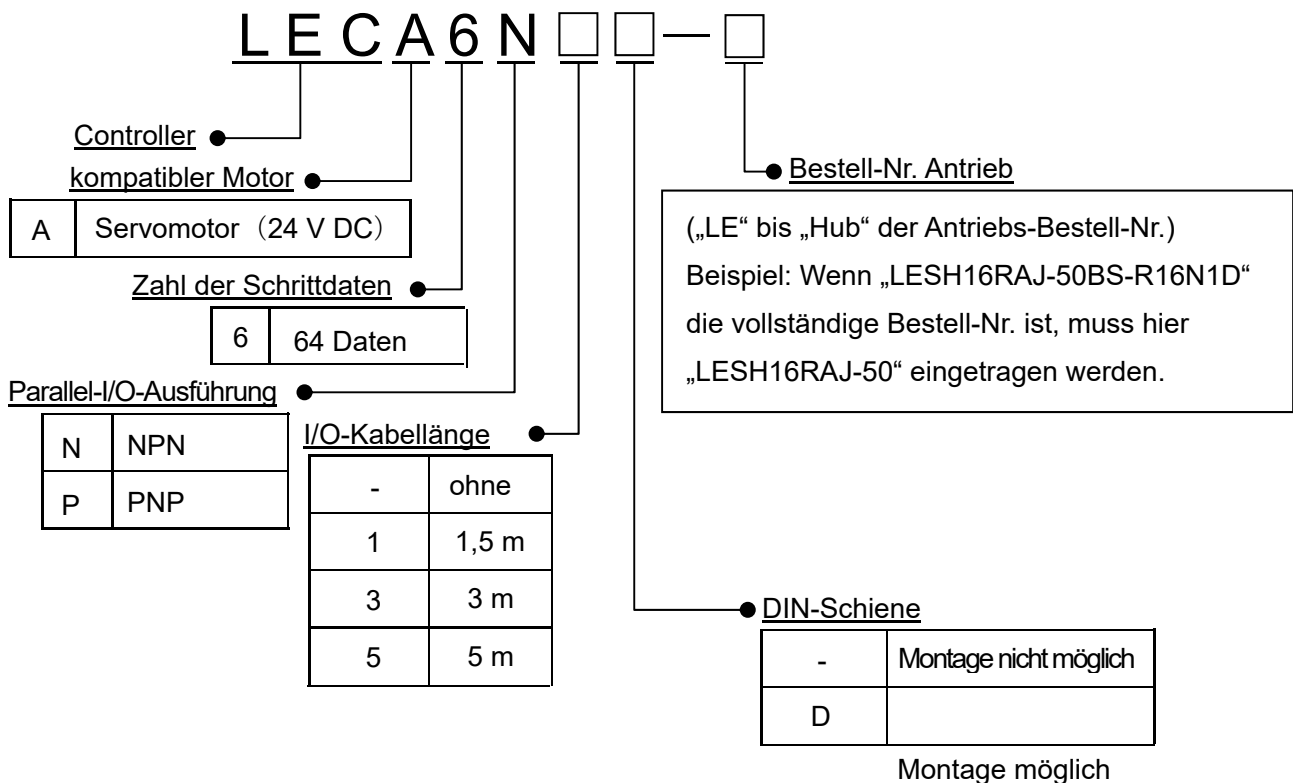 LECA6N□□—□
Controller
kompatibler Motor
A Servomotor（24 V DC）
Zahl der Schrittdaten
6 64 Daten
Parallel-I/O-Ausführung
N NPN
P PNP
I/O-Kabellänge
- ohne
1 1,5 m
3 3 m
5 5 m
Bestell-Nr. Antrieb
(„LE“ bis „Hub“ der Antriebs-Bestell-Nr.)
Beispiel: Wenn „LESH16RAJ-50BS-R16N1D“
die vollständige Bestell-Nr. ist, muss hier
„LESH16RAJ-50“ eingetragen werden.
DIN-Schiene
- Montage nicht möglich
D
Montage möglich